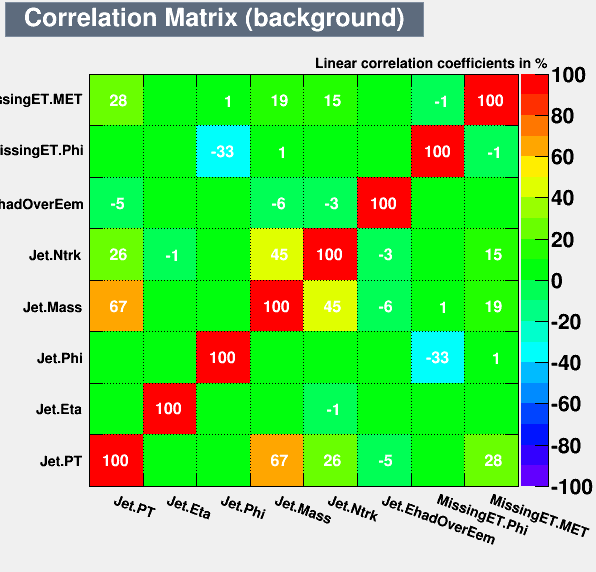 Correlation Matrix (background)
Linear correlation coefficients in %
ssingET.MET 28 1 19 15 -1 100
issingET.Phi -33 1 100 -1
hadOverEem -5 -6 -3 100
Jet.Ntrk 26 -1 45 100 -3 15
Jet.Mass 67 100 45 -6 1 19
Jet.Phi 100 -33 1
Jet.Eta 100 -1
Jet.PT 100 67 26 -5 28
Jet.PT Jet.Eta Jet.Phi Jet.Mass Jet.Ntrk Jet.EhadOverEem MissingET.Phi MissingET.MET
100
80
60
40
20
0
-20
-40
-60
-80
-100